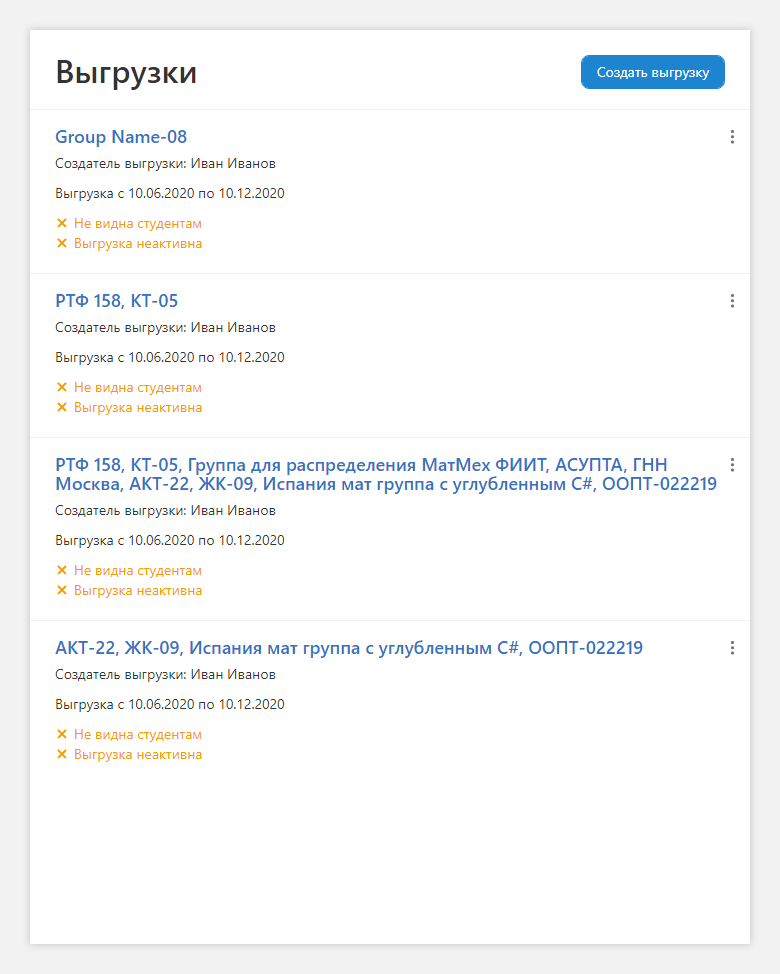 Выгрузки
Создать выгрузку
Group Name-08
Создатель выгрузки: Иван Иванов
Выгрузка с 10.06.2020 по 10.12.2020
Не видна студентам
Выгрузка неактивна
РТФ 158, КТ-05
Создатель выгрузки: Иван Иванов
Выгрузка с 10.06.2020 по 10.12.2020
Не видна студентам
Выгрузка неактивна
РТФ 158, КТ-05, Группа для распределения МатМех ФИИТ, АСУПТА, ГНН
Москва, АКТ-22, ЖК-09, Испания мат группа с углубленным C#, ООПТ-022219
Создатель выгрузки: Иван Иванов
Выгрузка с 10.06.2020 по 10.12.2020
Не видна студентам
Выгрузка неактивна
АКТ-22, ЖК-09, Испания мат группа с углубленным C#, ООПТ-022219
Создатель выгрузки: Иван Иванов
Выгрузка с 10.06.2020 по 10.12.2020
Не видна студентам
Выгрузка неактивна